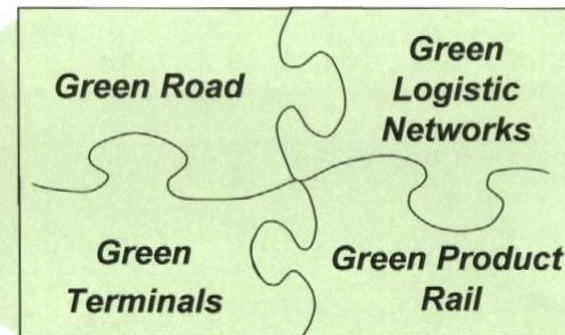 Green Road
Green
Logistic
Networks
Green
Terminals
Green Product
Rail